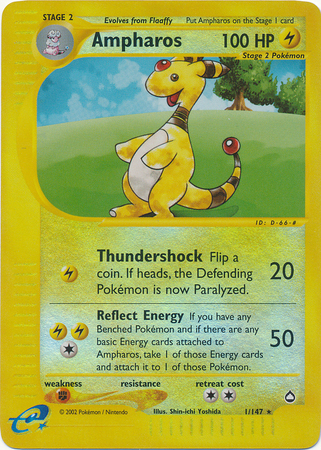 STAGE 2
Evolves from Flaaffy
Put Ampharos on the Stage 1 card
Ampharos 100 HP
Stage 2 Pokémon
ID: D-66-#
Thundershock Flip a
coin. If heads, the Defending
Pokémon is now Paralyzed.
20
Reflect Energy If you have any
Benched Pokémon and if there are any
basic Energy cards attached to
Ampharos, take 1 of those Energy cards
and attach it to 1 of those Pokémon.
50
weakness resistance retreat cost
e
© 2002 Pokémon / Nintendo Illus. Shin-ichi Yoshida 1/147 ★